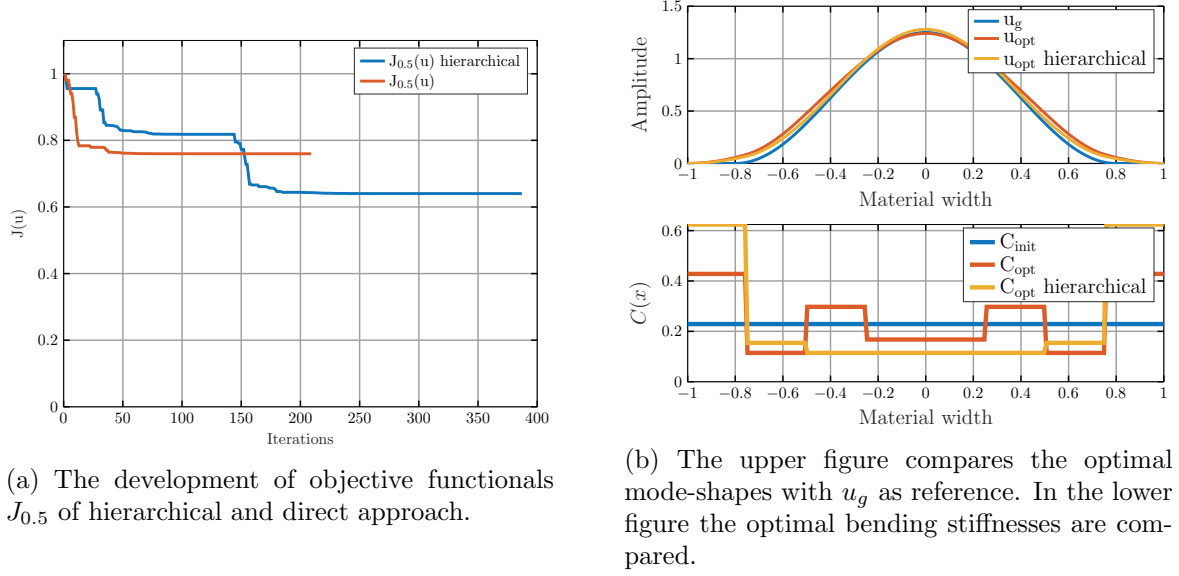 J(u)
1
0.8
0.6
0.4
0.2
0
0 50 100 150 200 250 300 350 400
Iterations
J0.5(u) hierarchical
J0.5(u)
(a) The development of objective functionals
J0.5 of hierarchical and direct approach.
Amplitude
1.5
1
0.5
0
−1 −0.8 −0.6 −0.4 −0.2 0 0.2 0.4 0.6 0.8 1
Material width
ug
uopt
uopt hierarchical
C(x)
0.6
0.4
0.2
0
−1 −0.8 −0.6 −0.4 −0.2 0 0.2 0.4 0.6 0.8 1
Material width
Cinit
Copt
Copt hierarchical
(b) The upper figure compares the optimal
mode-shapes with ug as reference. In the lower
figure the optimal bending stiffnesses are com-
pared.